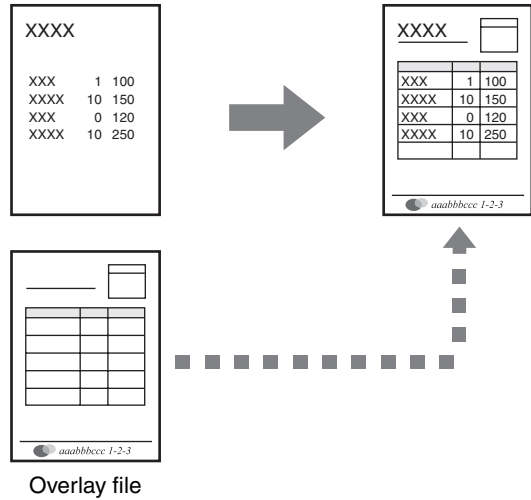 XXXX
XXX 1 100
XXXX 10 150
XXX 0 120
XXXX 10 250
XXXX
XXX 1 100
XXXX 10 150
XXX 0 120
XXXX 10 250
aaabbbccc 1-2-3
aaabbbccc 1-2-3
Overlay file